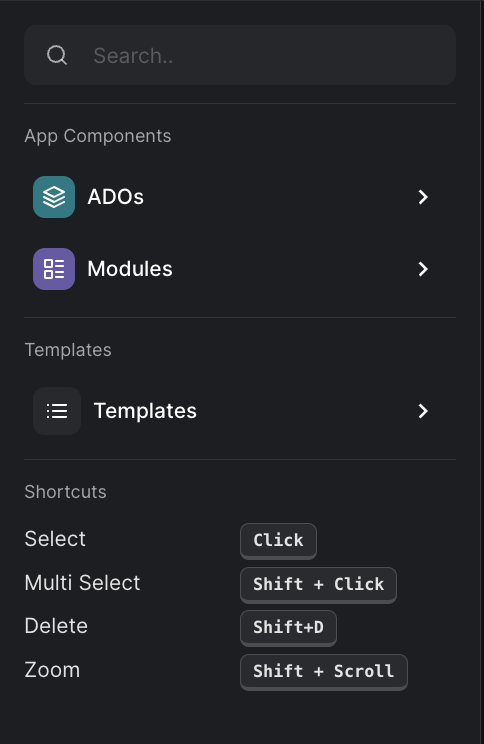 Search..
App Components
ADOs
Modules
Templates
Templates
Shortcuts
Select Click
Multi Select Shift + Click
Delete Shift+D
Zoom Shift + Scroll